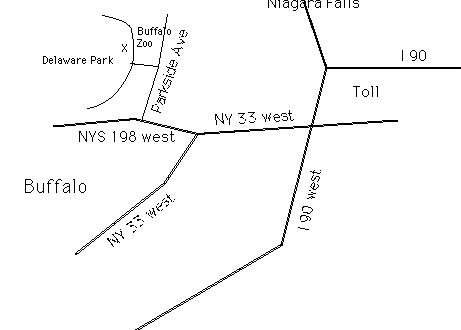 Niagara Falls
Buffalo
Zoo
X
Delaware Park
Parkside Ave
I 90
Toll
NY 33 west
NYS 198 west
Buffalo
NY 33 west
I 90 west